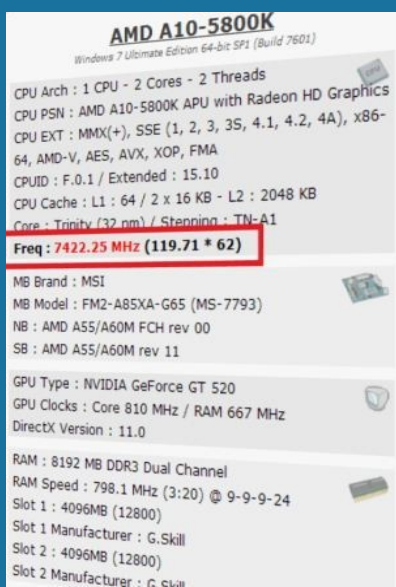 AMD A10-5800K
Windows 7 Ultimate Edition 64-bit SP1 (Build 7601)
CPU Arch : 1 CPU - 2 Cores - 2 Threads
CPU PSN : AMD A10-5800K APU with Radeon HD Graphics
CPU EXT : MMX(+), SSE (1, 2, 3, 3S, 4.1, 4.2, 4A), x86-
64, AMD-V, AES, AVX, XOP, FMA
CPUID : F.0.1 / Extended : 15.10
CPU Cache : L1 : 64 / 2 x 16 KB - L2 : 2048 KB
Core : Trinity (32 nm) / Stepping : TN-A1
Freq : 7422.25 MHz (119.71 * 62)
MB Brand : MSI
MB Model : FM2-A85XA-G65 (MS-7793)
NB : AMD A55/A60M FCH rev 00
SB : AMD A55/A60M rev 11
GPU Type : NVIDIA GeForce GT 520
GPU Clocks : Core 810 MHz / RAM 667 MHz
DirectX Version : 11.0
RAM : 8192 MB DDR3 Dual Channel
RAM Speed : 798.1 MHz (3:20) @ 9-9-9-24
Slot 1 : 4096MB (12800)
Slot 1 Manufacturer : G.Skill
Slot 2 : 4096MB (12800)
Slot 2 Manufacturer : G.Skill